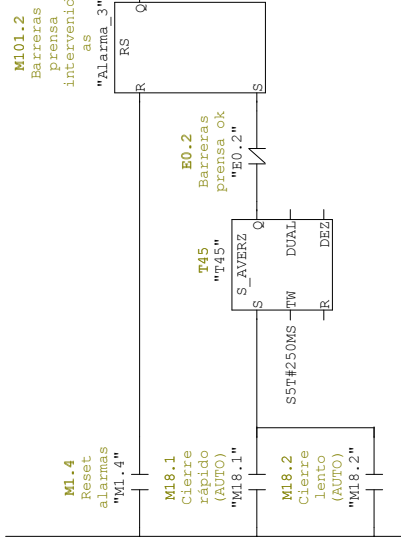 M1.4
Reset
alarmas
"M1.4"
M101.2
Barreras
prensa
intervenid
as
"Alarma_3"
RS
R
Q
M18.1
Cierre
rápido
(AUTO)
"M18.1"
T45
"T45"
S_AVERZ
S
Q
E0.2
Barreras
prensa ok
"E0.2"
S
S5T#250MS
TW
DUAL
R
DEZ
M18.2
Cierre
lento
(AUTO)
"M18.2"